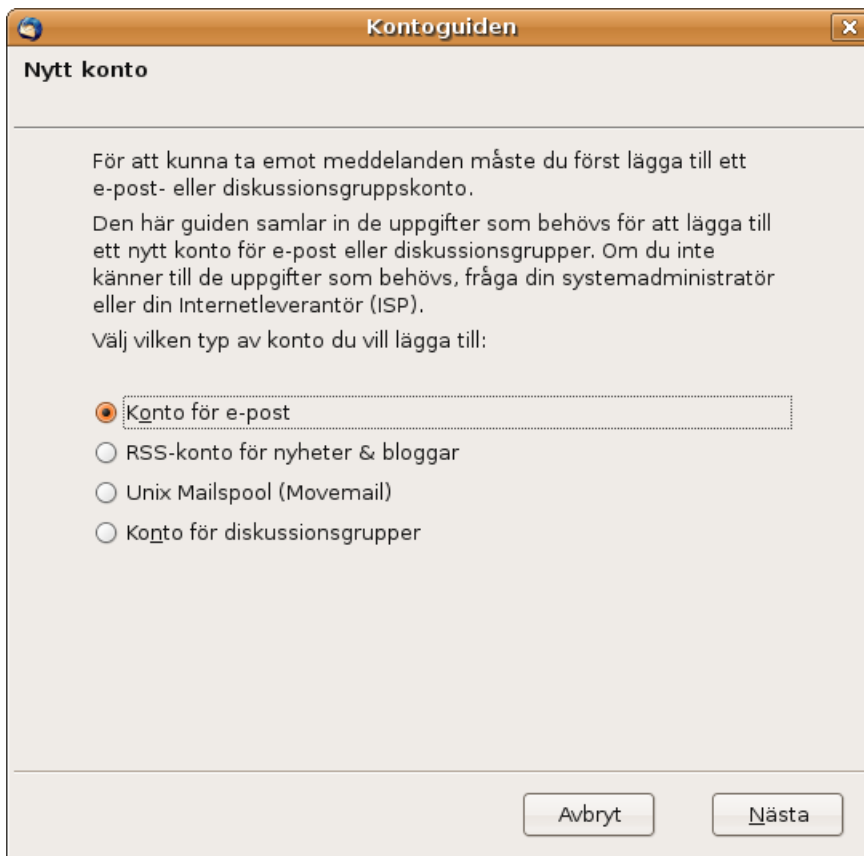 Kontoguiden
Nytt konto
För att kunna ta emot meddelanden måste du först lägga till ett
e-post- eller diskussionsgruppskonto.
Den här guiden samlar in de uppgifter som behövs för att lägga till
ett nytt konto för e-post eller diskussionsgrupper. Om du inte
känner till de uppgifter som behövs, fråga din systemadministratör
eller din Internetleverantör (ISP).
Välj vilken typ av konto du vill lägga till:
Konto för e-post
RSS-konto för nyheter & bloggar
Unix Mailspool (Movemail)
Konto för diskussionsgrupper
Avbryt
Nästa